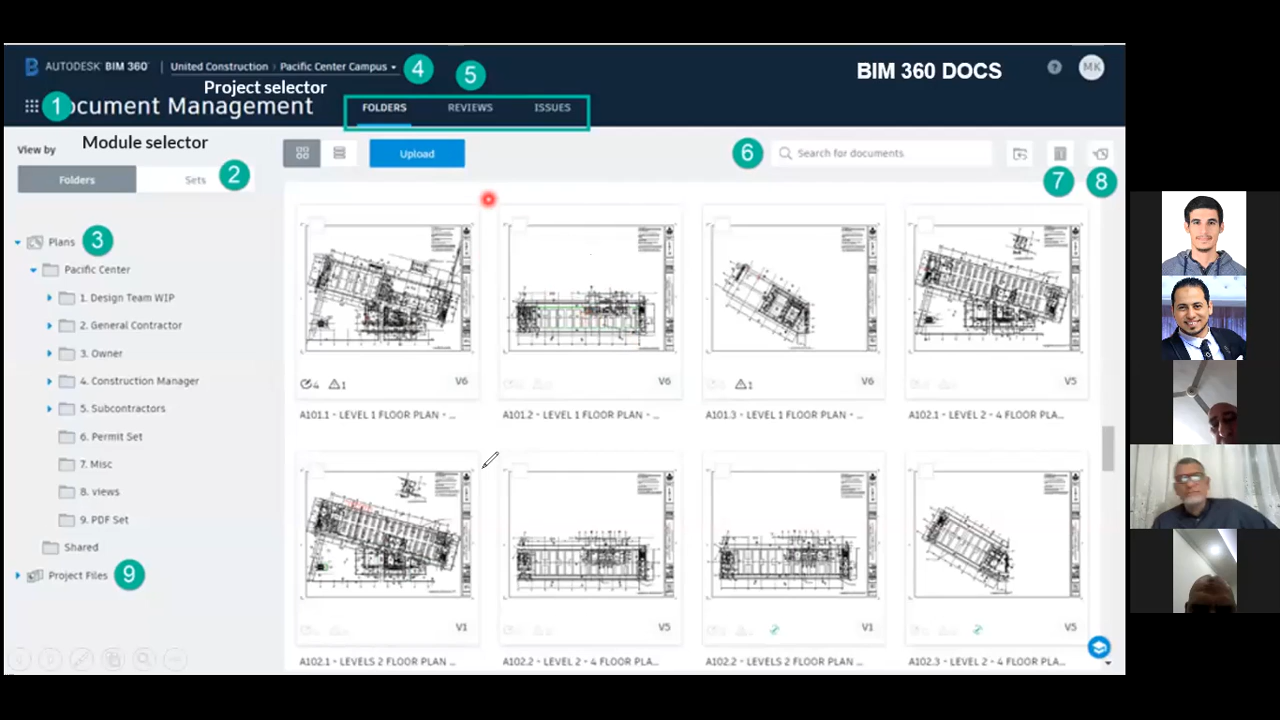 AUTODESK® BIM 360®
United Construction › Pacific Center Campus
4
5
BIM 360 DOCS
?
MK
Project selector
1
ocument Management
FOLDERS
REVIEWS
ISSUES
View by
Module selector
Upload
6
Search for documents
7
8
Folders
Sets
2
Plans
3
Pacific Center
1. Design Team WIP
2. General Contractor
3. Owner
4. Construction Manager
5. Subcontractors
6. Permit Set
7. Misc
8. views
9. PDF Set
Shared
Project Files
9
4
1
V6
V6
1
V6
V5
A101.1 - LEVEL 1 FLOOR PLAN - ...
A101.2 - LEVEL 1 FLOOR PLAN - ...
A101.3 - LEVEL 1 FLOOR PLAN - ...
A102.1 - LEVEL 2 - 4 FLOOR PLA...
V1
V5
V1
V5
A102.1 - LEVELS 2 FLOOR PLAN ...
A102.2 - LEVEL 2 - 4 FLOOR PLA...
A102.2 - LEVELS 2 FLOOR PLAN ...
A102.3 - LEVEL 2 - 4 FLOOR PLA...